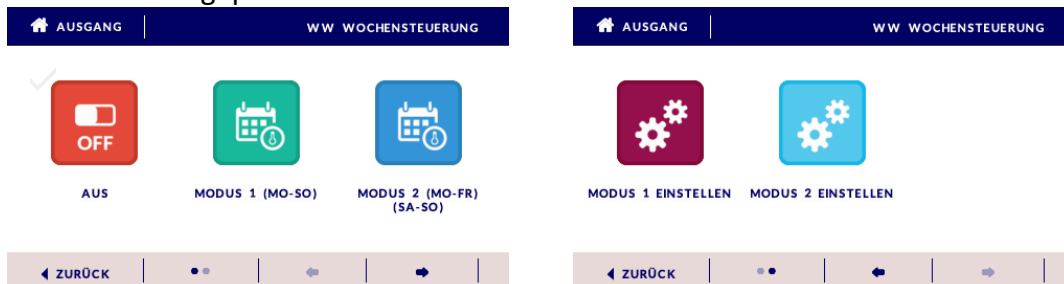 AUSGANG
WW WOCHENSTEUERUNG
OFF
AUS
MODUS 1 (MO-SO)
MODUS 2 (MO-FR)
(SA-SO)
ZURÜCK
AUSGANG
WW WOCHENSTEUERUNG
MODUS 1 EINSTELLEN
MODUS 2 EINSTELLEN
ZURÜCK